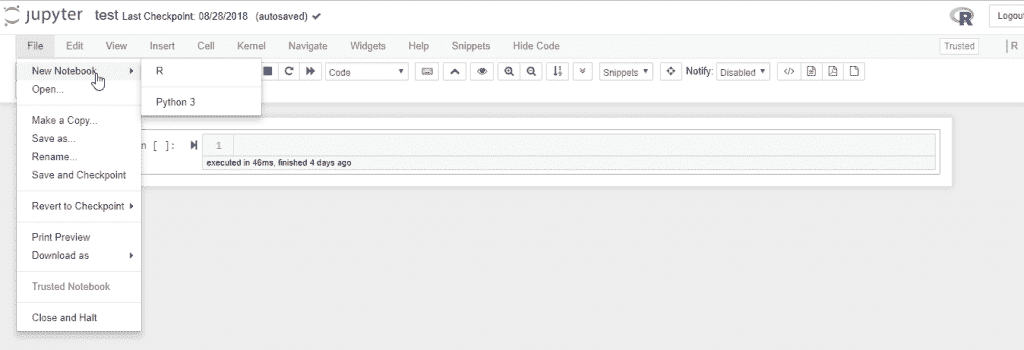 jupyter test Last Checkpoint: 08/28/2018 (autosaved) R Logout
File Edit View Insert Cell Kernel Navigate Widgets Help Snippets Hide Code Trusted R
New Notebook R Code Snippets Notify: Disabled
Open...
Python 3
Make a Copy...
Save as... n [ ]: 1
Rename... executed in 46ms, finished 4 days ago
Save and Checkpoint
Revert to Checkpoint
Print Preview
Download as
Trusted Notebook
Close and Halt